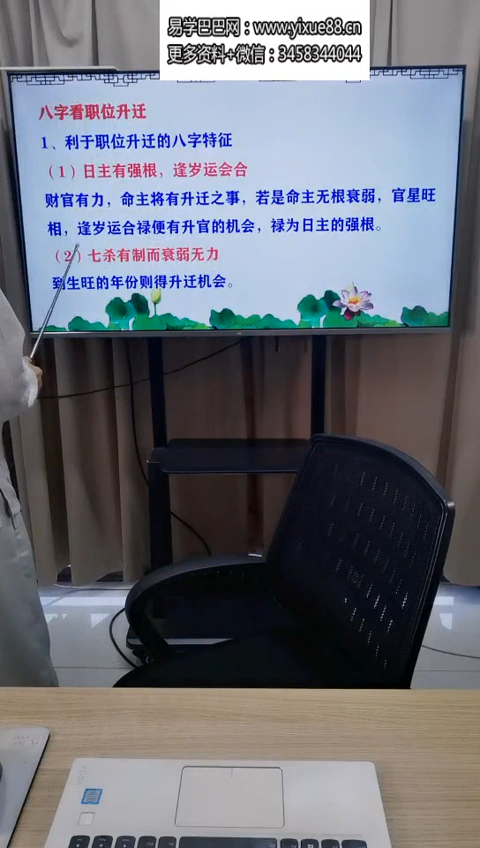 易学巴巴网：www.yixue88.cn
更多资料+微信：3458344044
八字看职位升迁
1、利于职位升迁的八字特征
（1）日主有强根，逢岁运会合
财官有力，命主将有升迁之事，若是命主无根衰弱，官星旺
相，逢岁运合禄便有升官的机会，禄为日主的强根。
（2）七杀有制而衰弱无力
到生旺的年份则得升迁机会。